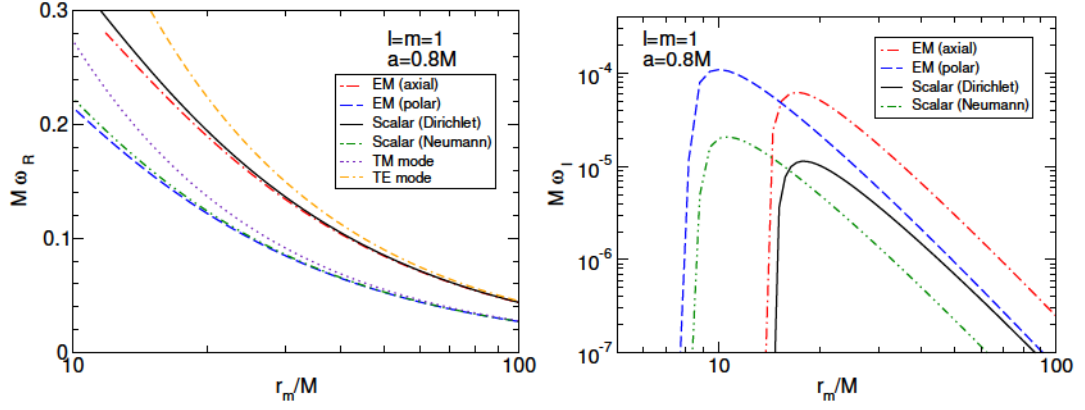 0.3
0.2
0.1
0
M ω R
10
100
r_m/M
l=m=1
a=0.8M
EM (axial)
EM (polar)
Scalar (Dirichlet)
Scalar (Neumann)
TM mode
TE mode
10^-4
10^-5
10^-6
10^-7
M ω I
10
100
r_m/M
l=m=1
a=0.8M
EM (axial)
EM (polar)
Scalar (Dirichlet)
Scalar (Neumann)